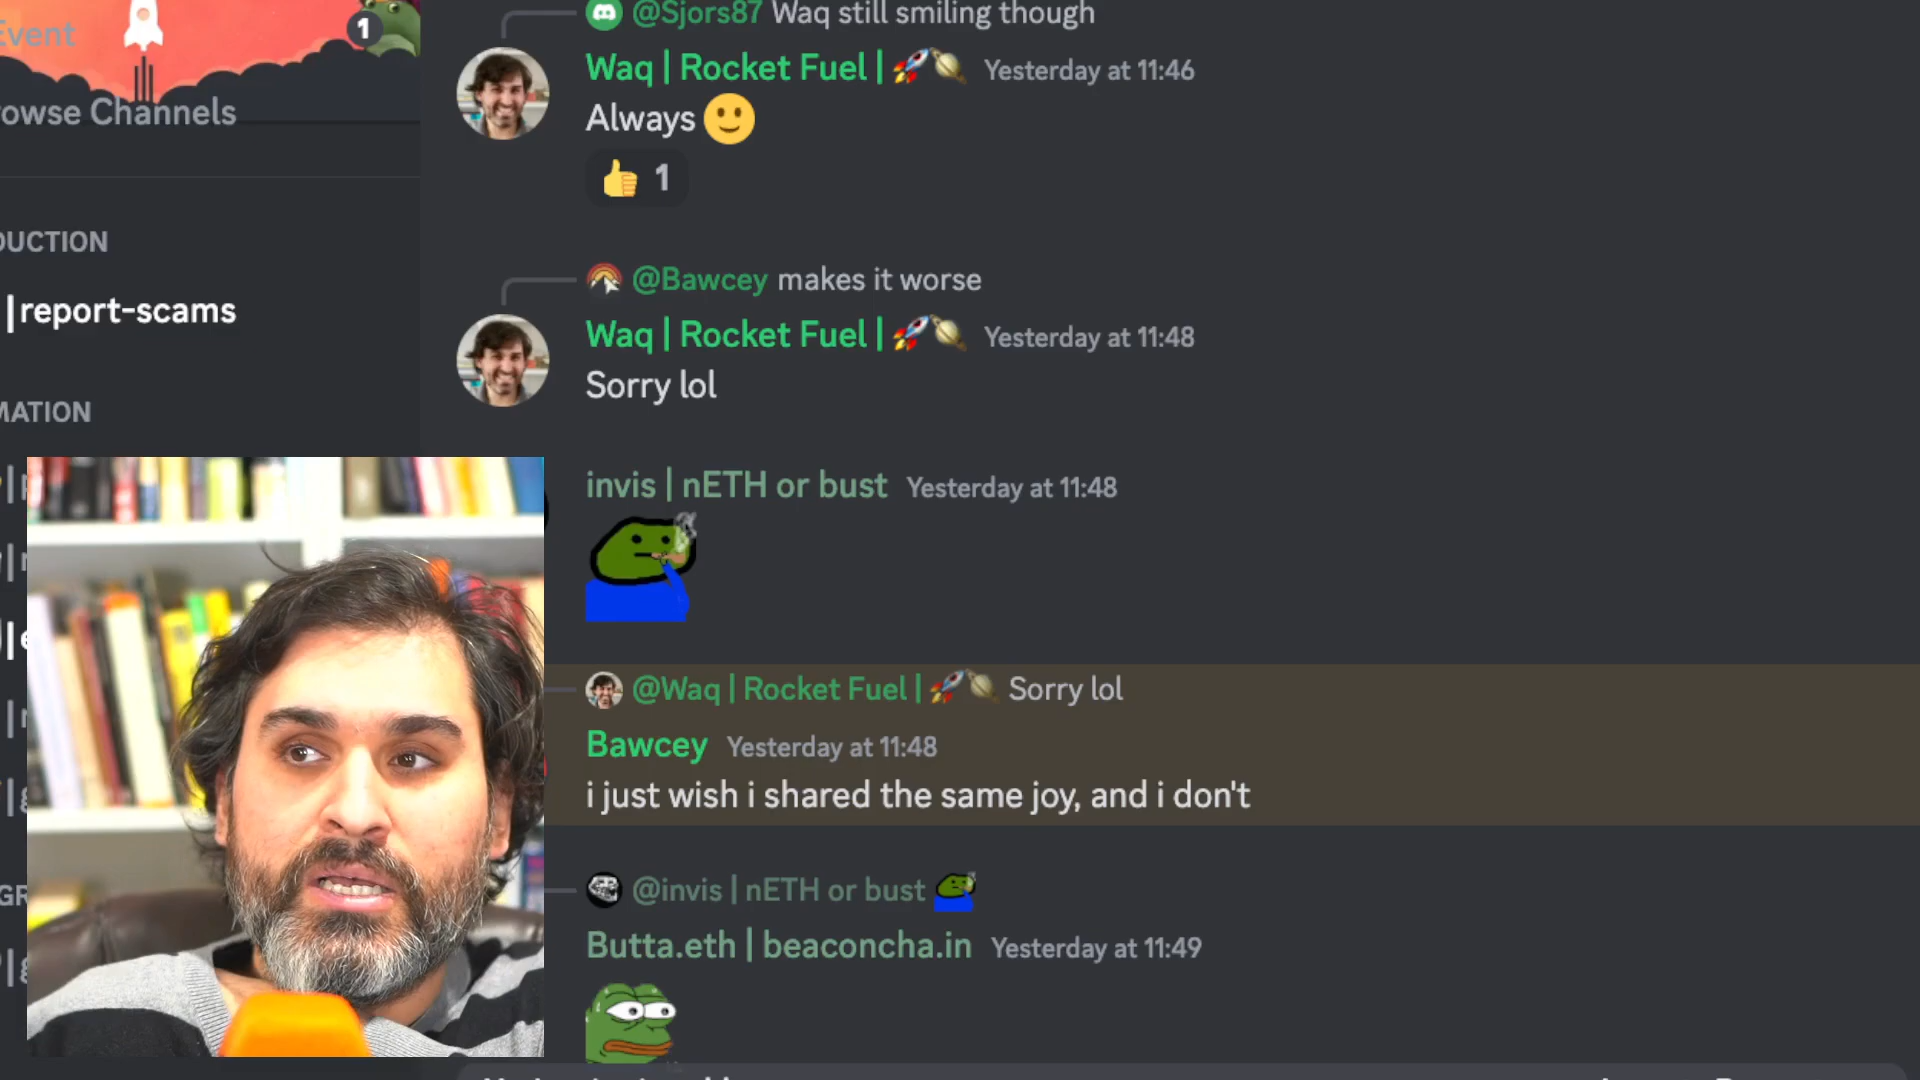 @Sjors87 Waq still smiling though
Event
1
Waq | Rocket Fuel | Yesterday at 11:46
owse Channels
Always
1
DUCTION
@Bawcey makes it worse
|report-scams
Waq | Rocket Fuel | Yesterday at 11:48
Sorry lol
MATION
invis | nETH or bust Yesterday at 11:48
@Waq | Rocket Fuel | Sorry lol
Bawcey Yesterday at 11:48
i just wish i shared the same joy, and i don't
GR
@invis | nETH or bust
Butta.eth | beaconcha.in Yesterday at 11:49